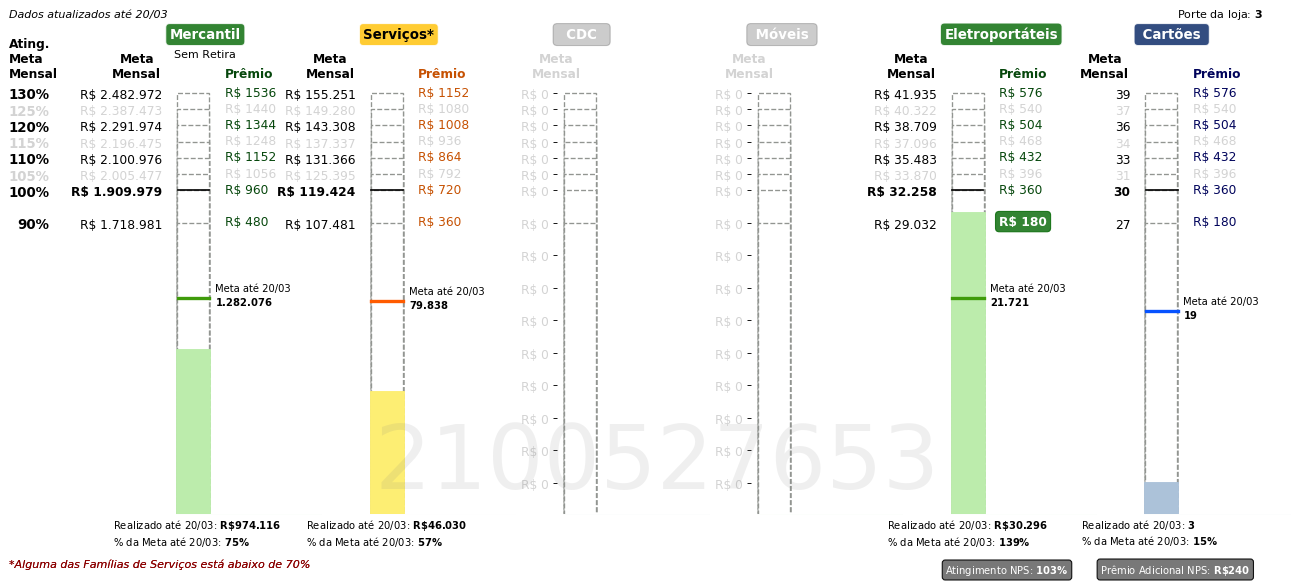 Dados atualizados até 20/03
Porte da loja: 3
Mercantil
Serviços*
CDC
Móveis
Eletroportáteis
Cartões
Ating.
Meta
Mensal
Sem Retira
Meta
Mensal
Prêmio
Meta
Mensal
Prêmio
Meta
Mensal
Meta
Mensal
Meta
Mensal
Prêmio
Meta
Mensal
Prêmio
130% R$ 2.482.972 R$ 1536 R$ 155.251 R$ 1152 R$ 0 R$ 0 R$ 41.935 R$ 576 39 R$ 576
125% R$ 2.387.473 R$ 1440 R$ 149.280 R$ 1080 R$ 0 R$ 0 R$ 40.322 R$ 540 37 R$ 540
120% R$ 2.291.974 R$ 1344 R$ 143.308 R$ 1008 R$ 0 R$ 0 R$ 38.709 R$ 504 36 R$ 504
115% R$ 2.196.475 R$ 1248 R$ 137.337 R$ 936 R$ 0 R$ 0 R$ 37.096 R$ 468 34 R$ 468
110% R$ 2.100.976 R$ 1152 R$ 131.366 R$ 864 R$ 0 R$ 0 R$ 35.483 R$ 432 33 R$ 432
105% R$ 2.005.477 R$ 1056 R$ 125.395 R$ 792 R$ 0 R$ 0 R$ 33.870 R$ 396 31 R$ 396
100% R$ 1.909.979 R$ 960 R$ 119.424 R$ 720 R$ 0 R$ 0 R$ 32.258 R$ 360 30 R$ 360
90% R$ 1.718.981 R$ 480 R$ 107.481 R$ 360 R$ 0 R$ 0 R$ 29.032 R$ 180 27 R$ 180
R$ 0 R$ 0
R$ 0 R$ 0
R$ 0 R$ 0
R$ 0 R$ 0
R$ 0 R$ 0
R$ 0 R$ 0
R$ 0 R$ 0
R$ 0 R$ 0
Meta até 20/03
1.282.076
Meta até 20/03
79.838
Meta até 20/03
21.721
Meta até 20/03
19
2100527653
Realizado até 20/03: R$974.116
% da Meta até 20/03: 75%
Realizado até 20/03: R$46.030
% da Meta até 20/03: 57%
Realizado até 20/03: R$30.296
% da Meta até 20/03: 139%
Realizado até 20/03: 3
% da Meta até 20/03: 15%
*Alguma das Famílias de Serviços está abaixo de 70%
Atingimento NPS: 103%
Prêmio Adicional NPS: R$240